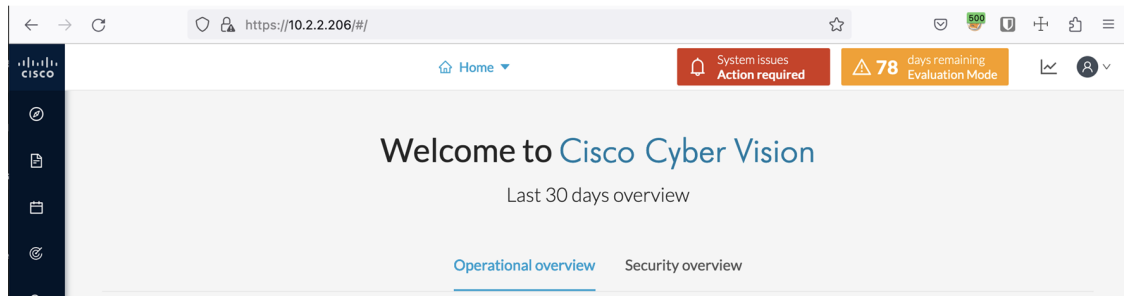 https://10.2.2.206/#/
500
CISCO
Home
System issues
Action required
78
days remaining
Evaluation Mode
Welcome to Cisco Cyber Vision
Last 30 days overview
Operational overview
Security overview